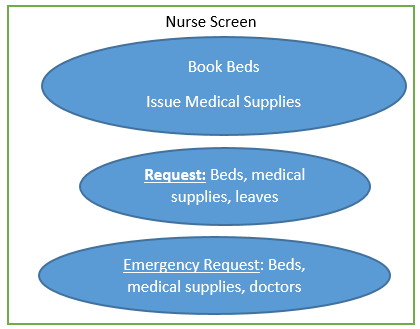 Nurse Screen
Book Beds
Issue Medical Supplies
Request: Beds, medical
supplies, leaves
Emergency Request: Beds,
medical supplies, doctors